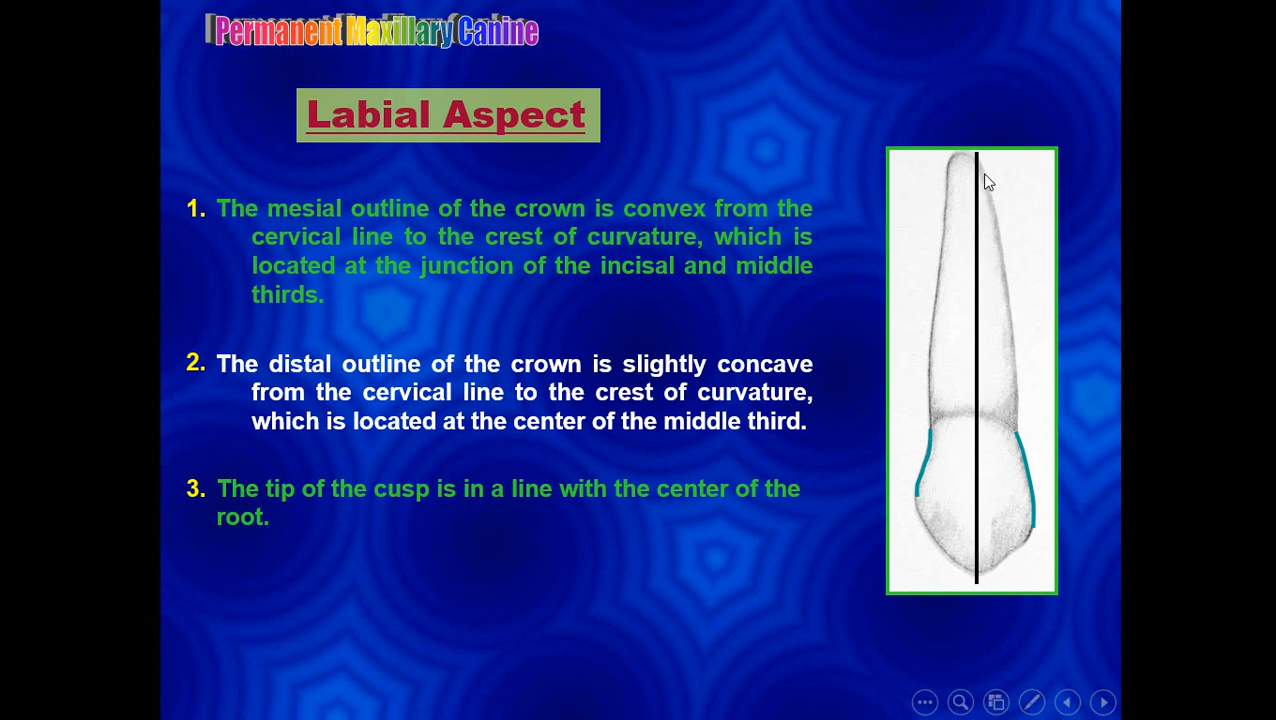 Permanent Maxillary Canine
Labial Aspect
1. The mesial outline of the crown is convex from the
cervical line to the crest of curvature, which is
located at the junction of the incisal and middle
thirds.
2. The distal outline of the crown is slightly concave
from the cervical line to the crest of curvature,
which is located at the center of the middle third.
3. The tip of the cusp is in a line with the center of the
root.